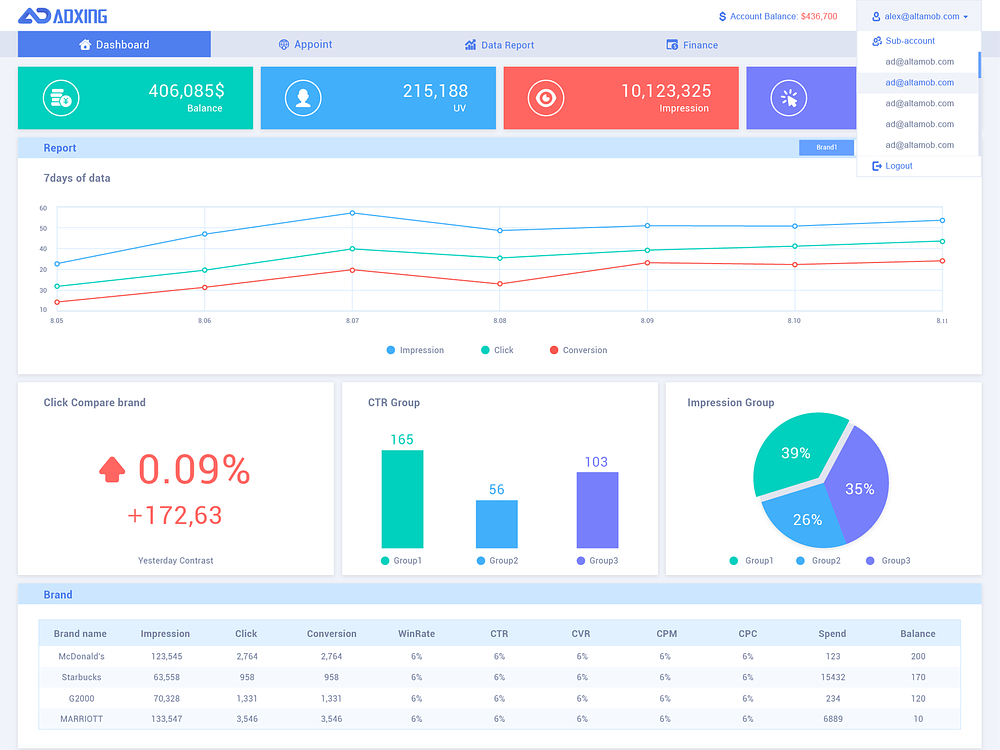 AOXING
$ Account Balance: $436,700
alex@altamob.com
Dashboard
Appoint
Data Report
Finance
Sub-account
ad@altamob.com
ad@altamob.com
ad@altamob.com
ad@altamob.com
ad@altamob.com
Logout
406,085$
Balance
215,188
UV
10,123,325
Impression
Report
Brand1
7days of data
60
50
40
20
30
10
8.05 8.06 8.07 8.08 8.09 8.10 8.11
Impression Click Conversion
Click Compare brand
0.09%
+172,63
Yesterday Contrast
CTR Group
165
56
103
Group1 Group2 Group3
Impression Group
39%
35%
26%
Group1 Group2 Group3
Brand
Brand name Impression Click Conversion WinRate CTR CVR CPM CPC Spend Balance
McDonald's 123,545 2,764 2,764 6% 6% 6% 6% 6% 123 200
Starbucks 63,558 958 958 6% 6% 6% 6% 6% 15432 170
G2000 70,328 1,331 1,331 6% 6% 6% 6% 6% 234 120
MARRIOTT 133,547 3,546 3,546 6% 6% 6% 6% 6% 6889 10